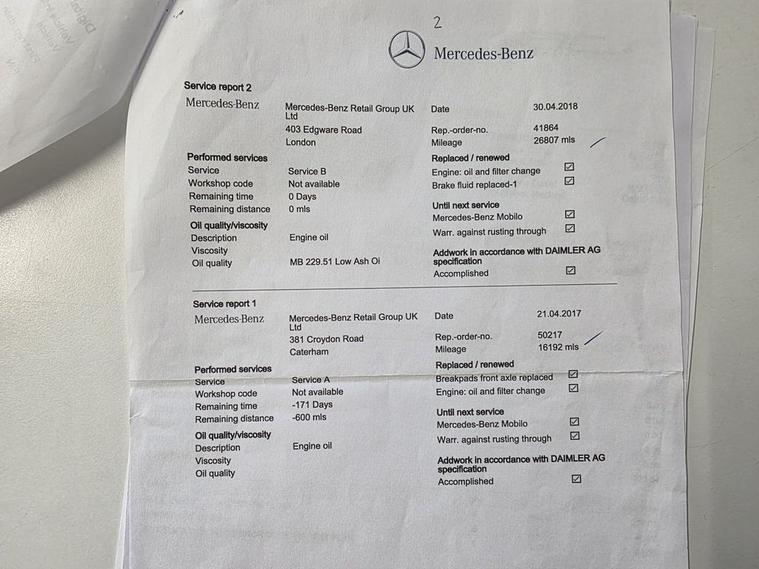 2
Mercedes-Benz
Service report 2
Mercedes-Benz
Mercedes-Benz Retail Group UK
Ltd
403 Edgware Road
London
Date 30.04.2018
Rep.-order-no. 41864
Mileage 26807 mls
Performed services
Service Service B
Workshop code Not available
Remaining time 0 Days
Remaining distance 0 mls
Oil quality/viscosity
Description Engine oil
Viscosity
Oil quality MB 229.51 Low Ash Oi
Replaced / renewed
Engine: oil and filter change ☑
Brake fluid replaced-1 ☑
Until next service
Mercedes-Benz Mobilo ☑
Warr. against rusting through ☑
Addwork in accordance with DAIMLER AG
specification
Accomplished ☑
Service report 1
Mercedes-Benz
Mercedes-Benz Retail Group UK
Ltd
381 Croydon Road
Caterham
Date 21.04.2017
Rep.-order-no. 50217
Mileage 16192 mls
Performed services
Service Service A
Workshop code Not available
Remaining time -171 Days
Remaining distance -600 mls
Oil quality/viscosity
Description Engine oil
Viscosity
Oil quality
Replaced / renewed
Breakpads front axle replaced ☑
Engine: oil and filter change ☑
Until next service
Mercedes-Benz Mobilo ☑
Warr. against rusting through ☑
Addwork in accordance with DAIMLER AG
specification
Accomplished ☑